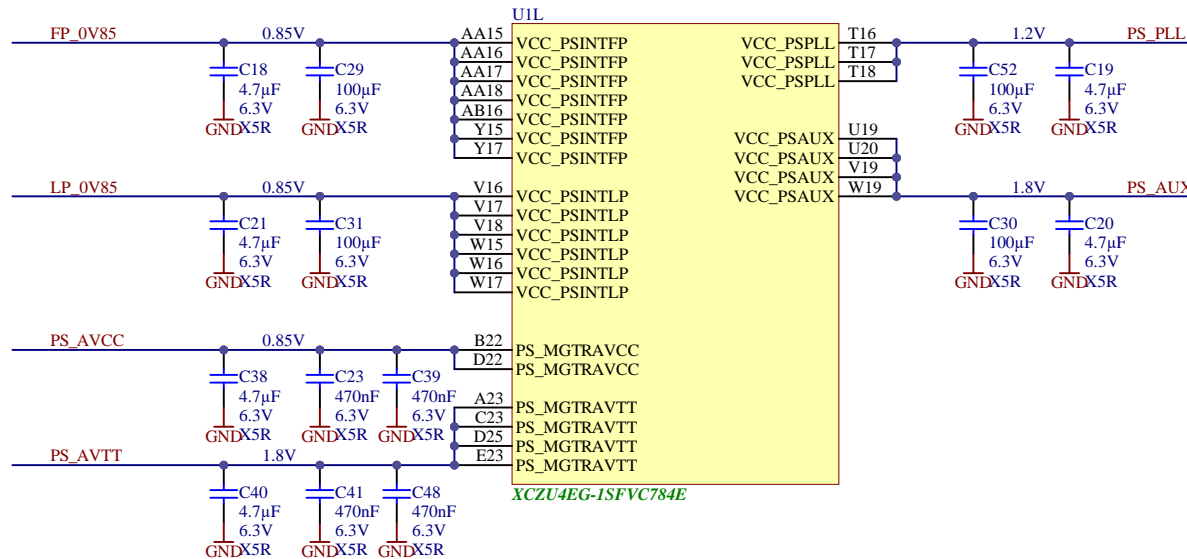 U1L
FP_0V85 0.85V
AA15 VCC_PSINTFP
AA16 VCC_PSINTFP
AA17 VCC_PSINTFP
AA18 VCC_PSINTFP
AB16 VCC_PSINTFP
Y15 VCC_PSINTFP
Y17 VCC_PSINTFP
C18
4.7µF
6.3V
X5R
GND
C29
100µF
6.3V
X5R
GND
VCC_PSPLL T16
VCC_PSPLL T17
VCC_PSPLL T18
1.2V PS_PLL
C52
100µF
6.3V
X5R
GND
C19
4.7µF
6.3V
X5R
GND
VCC_PSAUX U19
VCC_PSAUX U20
VCC_PSAUX V19
VCC_PSAUX W19
1.8V PS_AUX
C30
100µF
6.3V
X5R
GND
C20
4.7µF
6.3V
X5R
GND
LP_0V85 0.85V
V16 VCC_PSINTLP
V17 VCC_PSINTLP
V18 VCC_PSINTLP
W15 VCC_PSINTLP
W16 VCC_PSINTLP
W17 VCC_PSINTLP
C21
4.7µF
6.3V
X5R
GND
C31
100µF
6.3V
X5R
GND
PS_AVCC 0.85V
B22 PS_MGTRAVCC
D22 PS_MGTRAVCC
C38
4.7µF
6.3V
X5R
GND
C23
470nF
6.3V
X5R
GND
C39
470nF
6.3V
X5R
GND
A23 PS_MGTRAVTT
C23 PS_MGTRAVTT
D25 PS_MGTRAVTT
E23 PS_MGTRAVTT
PS_AVTT 1.8V
C40
4.7µF
6.3V
X5R
GND
C41
470nF
6.3V
X5R
GND
C48
470nF
6.3V
X5R
GND
XCZU4EG-1SFVC784E